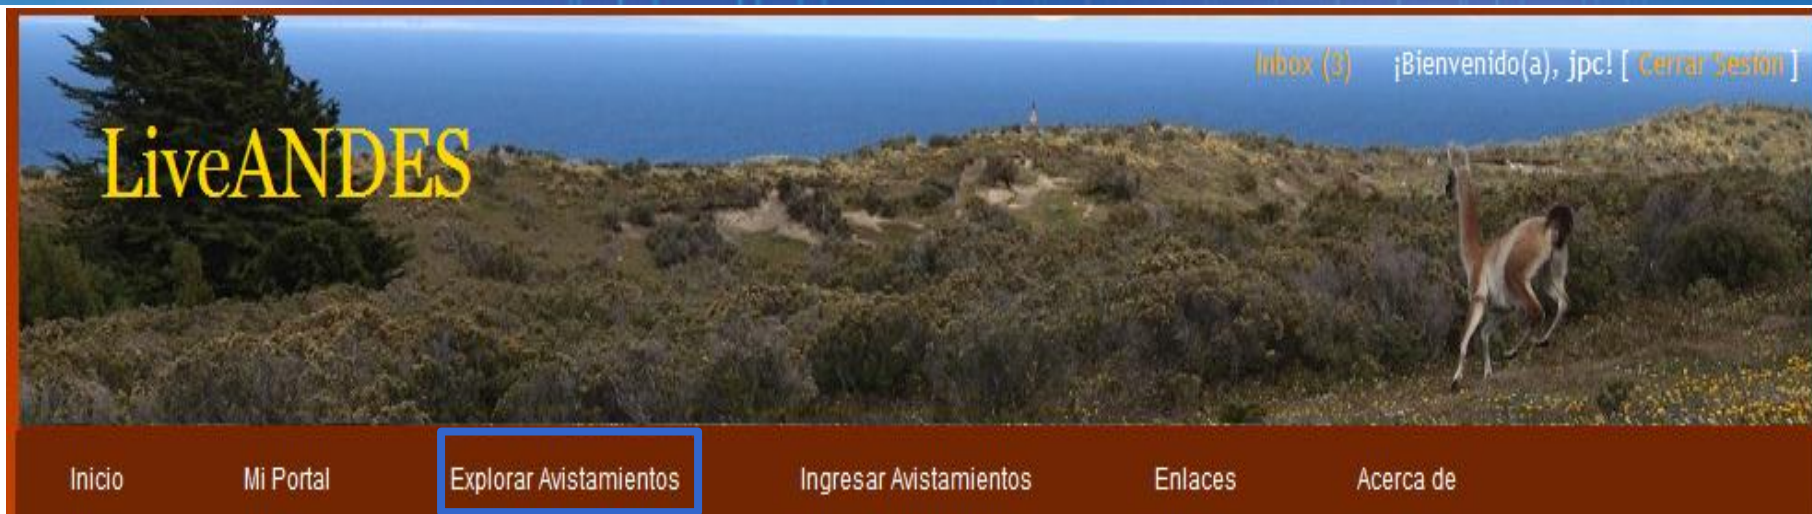 Inbox (3) ¡Bienvenido(a), jpc! [ Cerrar Sesión ]
LiveANDES
Inicio Mi Portal Explorar Avistamientos Ingresar Avistamientos Enlaces Acerca de